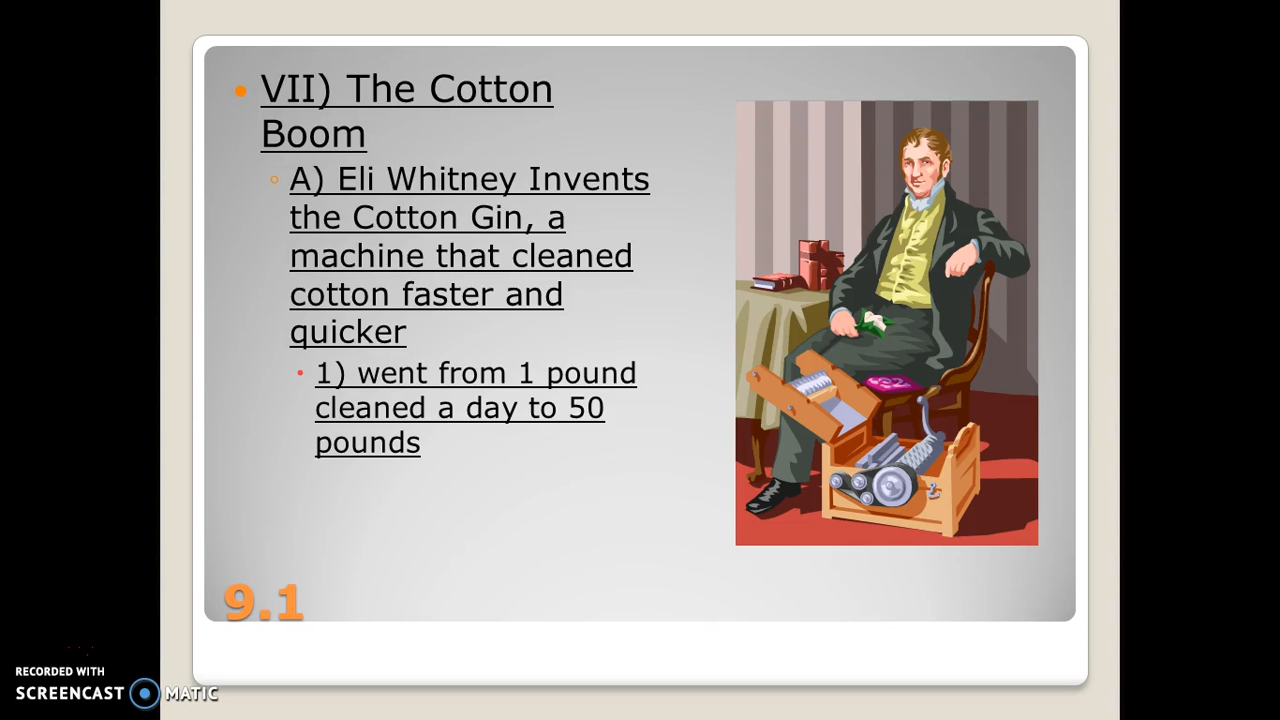 VII) The Cotton
Boom
A) Eli Whitney Invents
the Cotton Gin, a
machine that cleaned
cotton faster and
quicker
1) went from 1 pound
cleaned a day to 50
pounds
9.1
RECORDED WITH
SCREENCAST MATIC